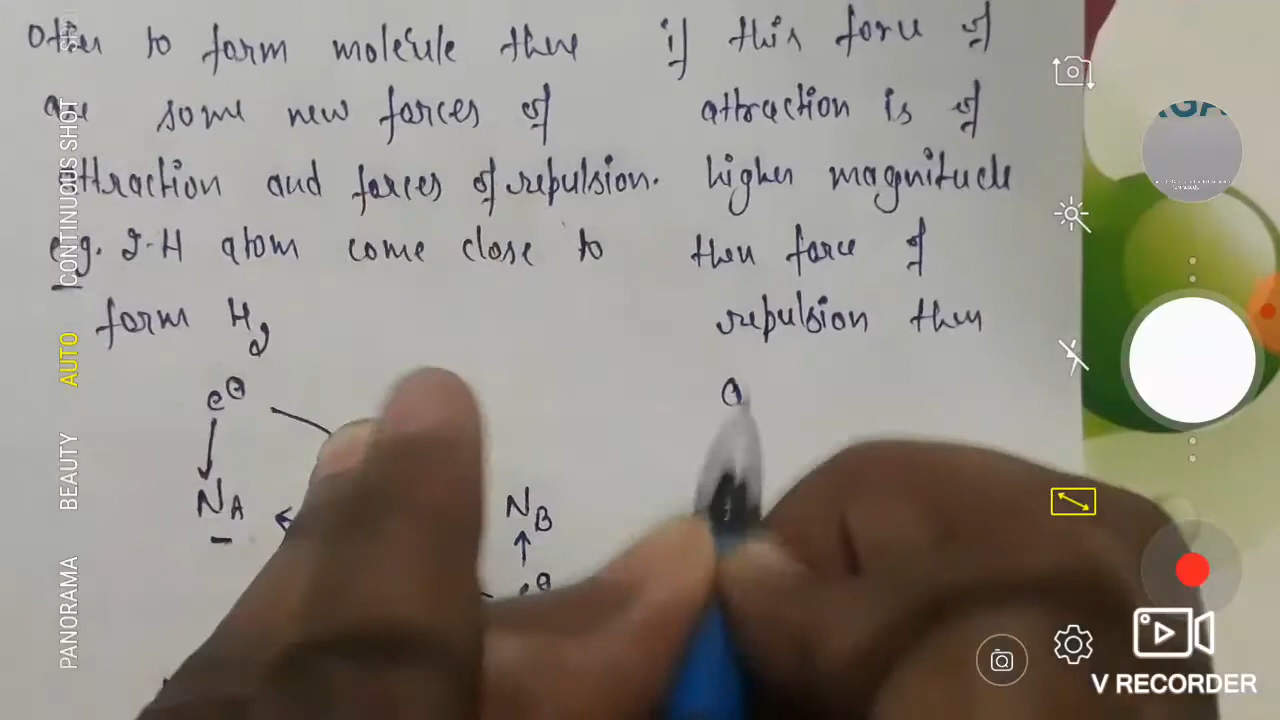 other to form molecule there
are some new forces of
attraction and forces of repulsion.
e.g. 2-H atom come close to
form H2
e⊖
NA
NB
e⊖
if this force of
attraction is of
higher magnitude
then force of
repulsion then
PANORAMA
BEAUTY
AUTO
CONTINUOUS SHOT
SP
V RECORDER